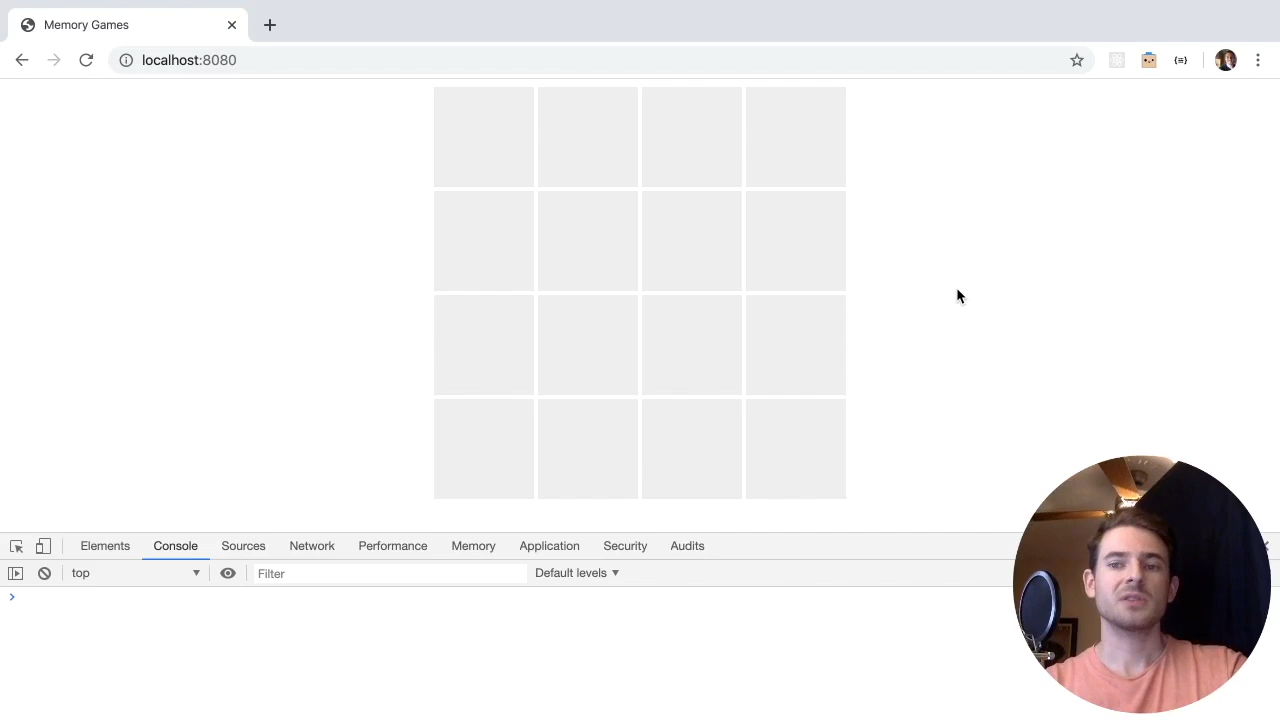 Memory Games
localhost:8080
Elements Console Sources Network Performance Memory Application Security Audits
top Filter Default levels